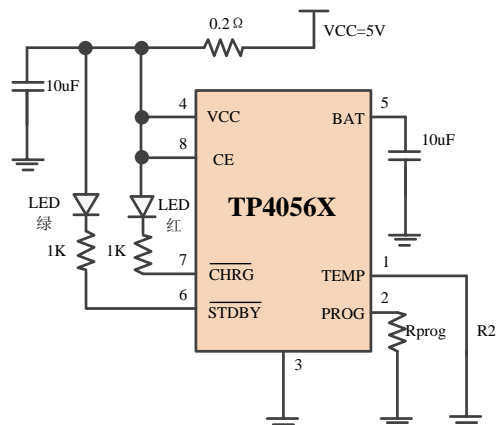 0.2Ω
VCC=5V
10uF
4
VCC
BAT
5
8
CE
10uF
TP4056X
LED
绿
LED
红
1K
1K
7
CHRG
TEMP
1
6
STDBY
PROG
2
Rprog
R2
3